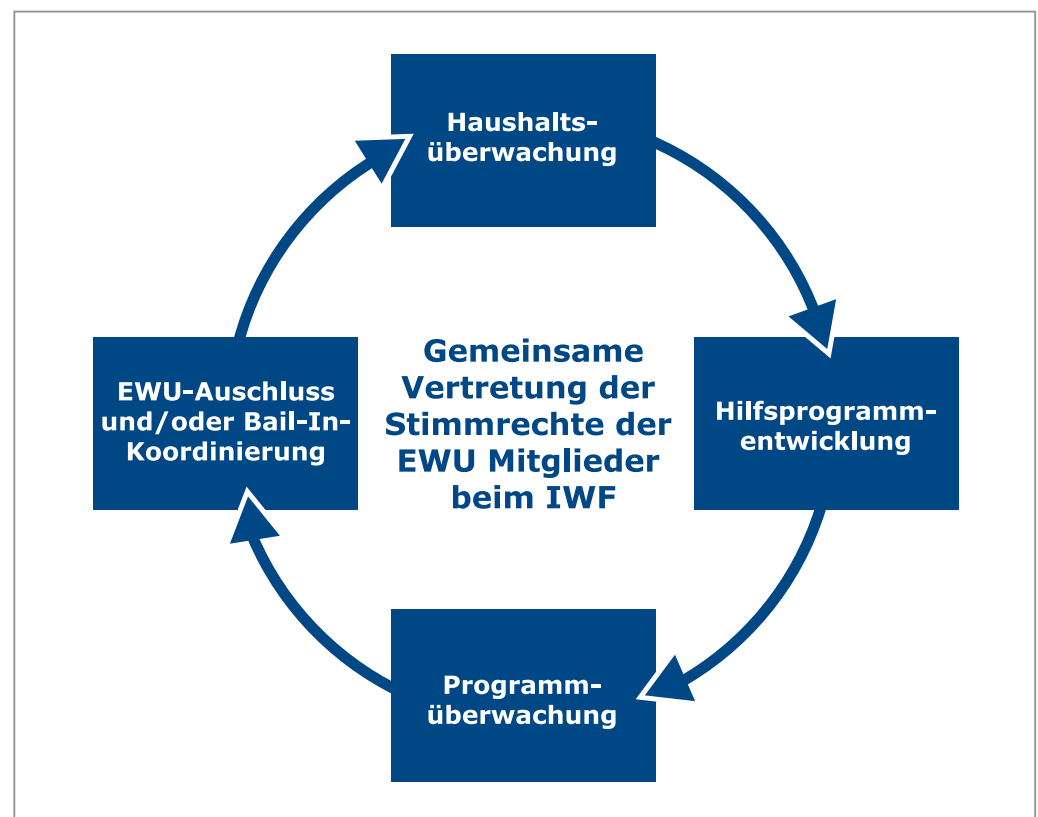 Haushalts-
überwachung
Gemeinsame
Vertretung der
Stimmrechte der
EWU Mitglieder
beim IWF
EWU-Auschluss
und/oder Bail-In-
Koordinierung
Hilfsprogramm-
entwicklung
Programm-
überwachung